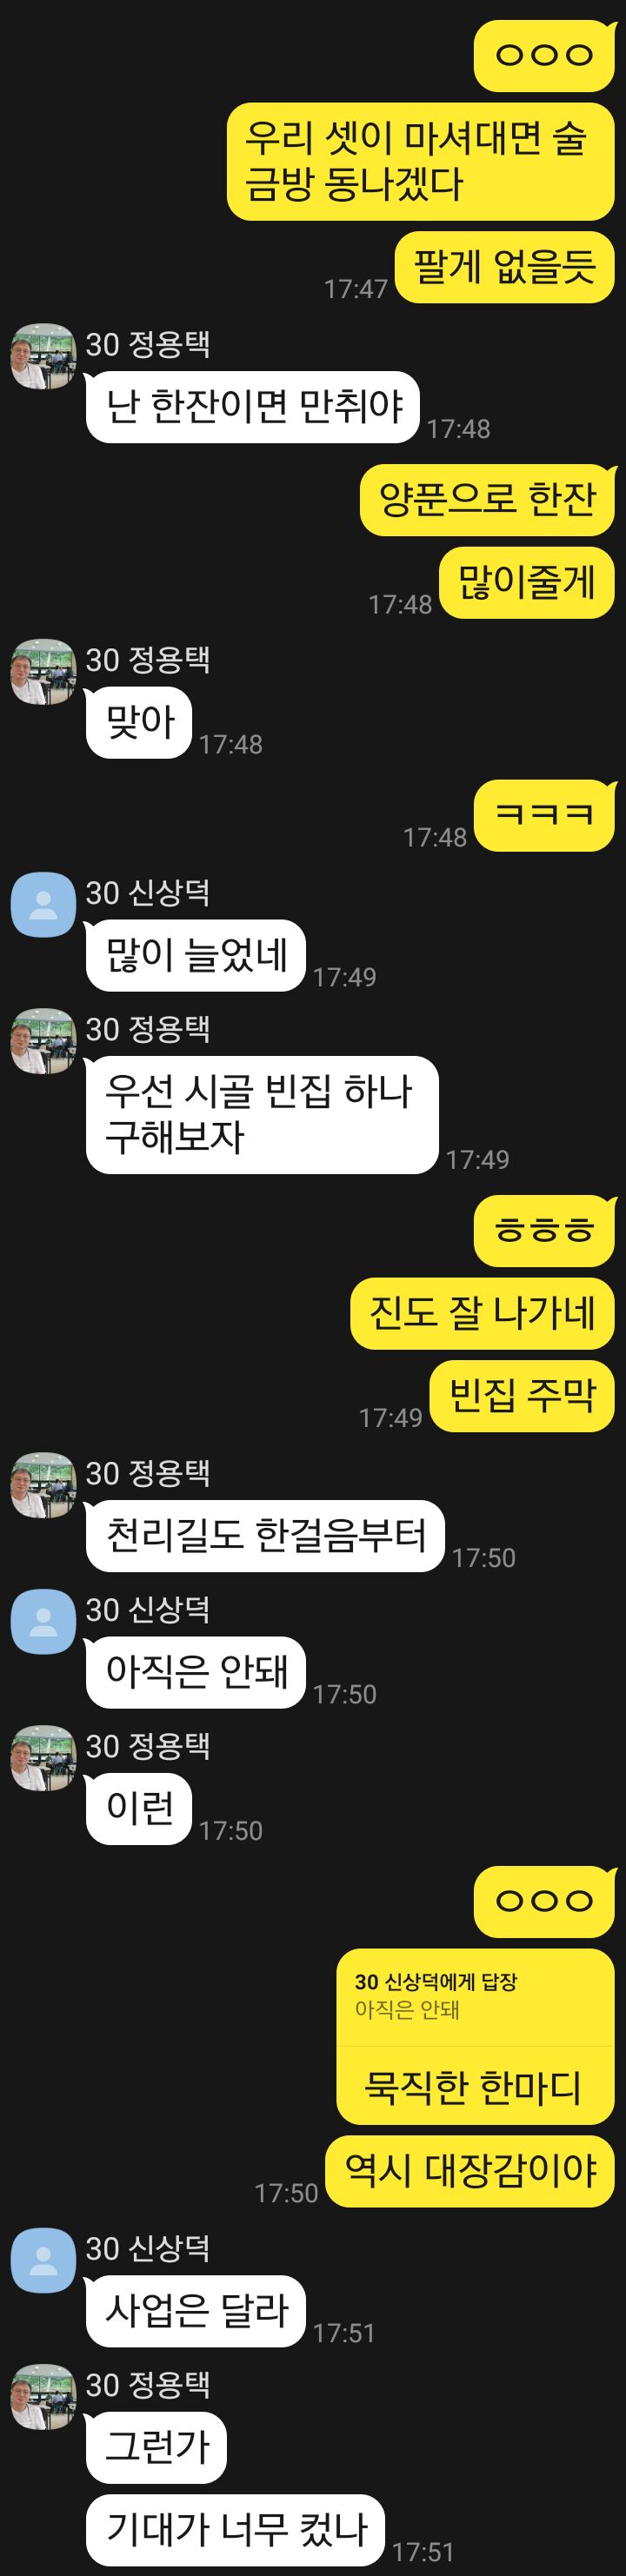 ㅇㅇㅇ
우리 셋이 마셔대면 술
금방 동나겠다
팔게 없을듯
17:47
30 정용택
난 한잔이면 만취야
17:48
양푼으로 한잔
많이줄게
17:48
30 정용택
맞아
17:48
ㅋㅋㅋ
17:48
30 신상덕
많이 늘었네
17:49
30 정용택
우선 시골 빈집 하나
구해보자
17:49
ㅎㅎㅎ
진도 잘 나가네
빈집 주막
17:49
30 정용택
천리길도 한걸음부터
17:50
30 신상덕
아직은 안돼
17:50
30 정용택
이런
17:50
ㅇㅇㅇ
30 신상덕에게 답장
아직은 안돼
묵직한 한마디
역시 대장감이야
17:50
30 신상덕
사업은 달라
17:51
30 정용택
그런가
기대가 너무 컸나
17:51